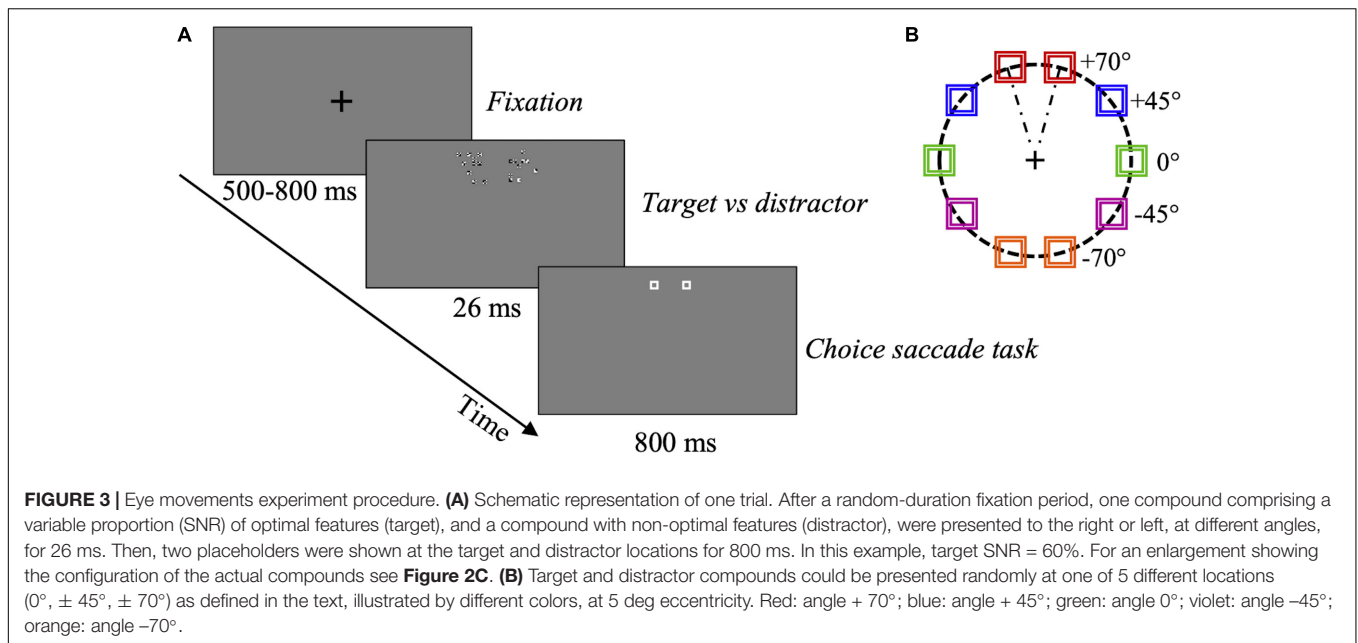 A
Fixation
500-800 ms
Target vs distractor
26 ms
Choice saccade task
800 ms
Time
B
+70°
+45°
0°
-45°
-70°
FIGURE 3 | Eye movements experiment procedure. (A) Schematic representation of one trial. After a random-duration fixation period, one compound comprising a
variable proportion (SNR) of optimal features (target), and a compound with non-optimal features (distractor), were presented to the right or left, at different angles,
for 26 ms. Then, two placeholders were shown at the target and distractor locations for 800 ms. In this example, target SNR = 60%. For an enlargement showing
the configuration of the actual compounds see Figure 2C. (B) Target and distractor compounds could be presented randomly at one of 5 different locations
(0°, ± 45°, ± 70°) as defined in the text, illustrated by different colors, at 5 deg eccentricity. Red: angle + 70°; blue: angle + 45°; green: angle 0°; violet: angle –45°;
orange: angle –70°.